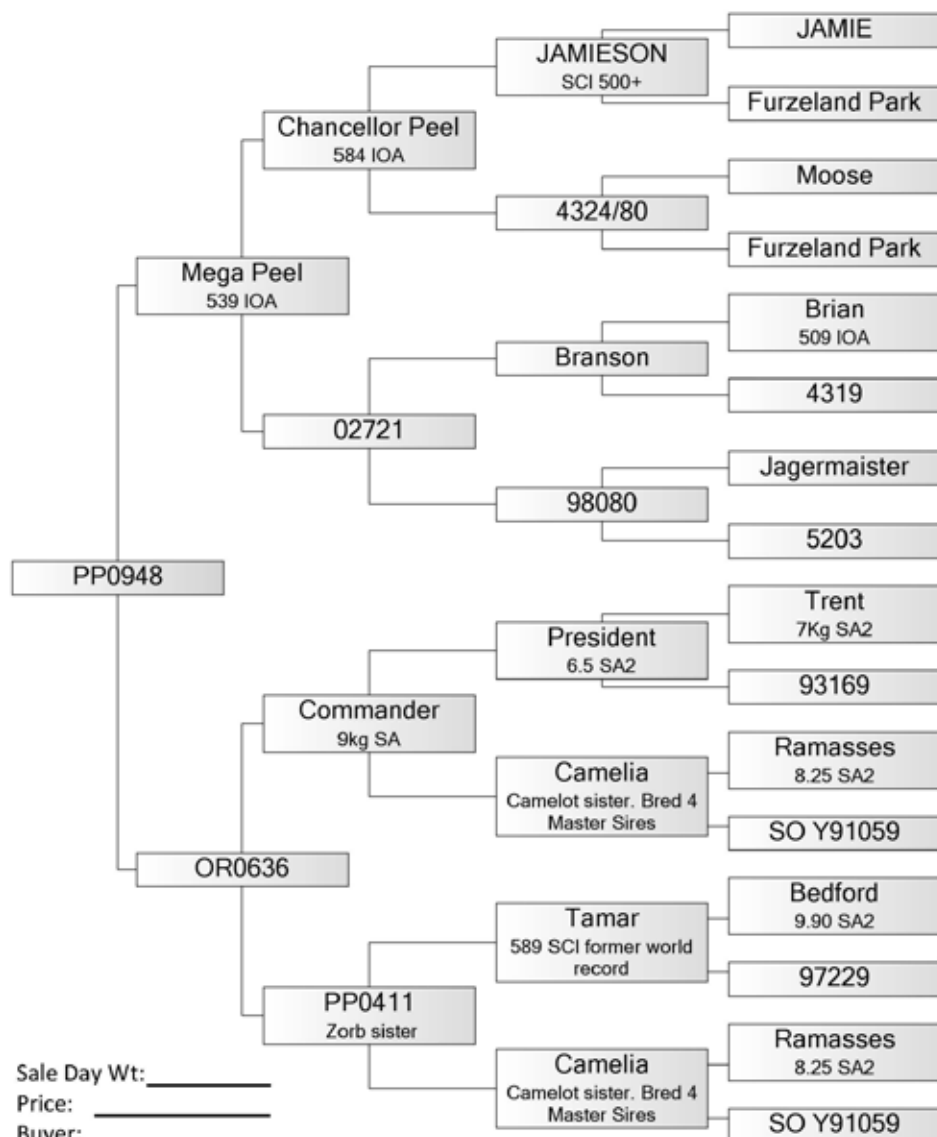 JAMIE
JAMIESON
SCI 500+
Furzeland Park
Chancellor Peel
584 IOA
Moose
4324/80
Furzeland Park
Mega Peel
539 IOA
Brian
509 IOA
Branson
4319
02721
Jagermaister
98080
5203
PP0948
Trent
7Kg SA2
President
6.5 SA2
93169
Commander
9kg SA
Ramasses
8.25 SA2
Camelia
Camelot sister. Bred 4
Master Sires
SO Y91059
OR0636
Bedford
9.90 SA2
Tamar
589 SCI former world
record
97229
PP0411
Zorb sister
Ramasses
8.25 SA2
Camelia
Camelot sister. Bred 4
Master Sires
SO Y91059
Sale Day Wt:
Price:
Buyer: